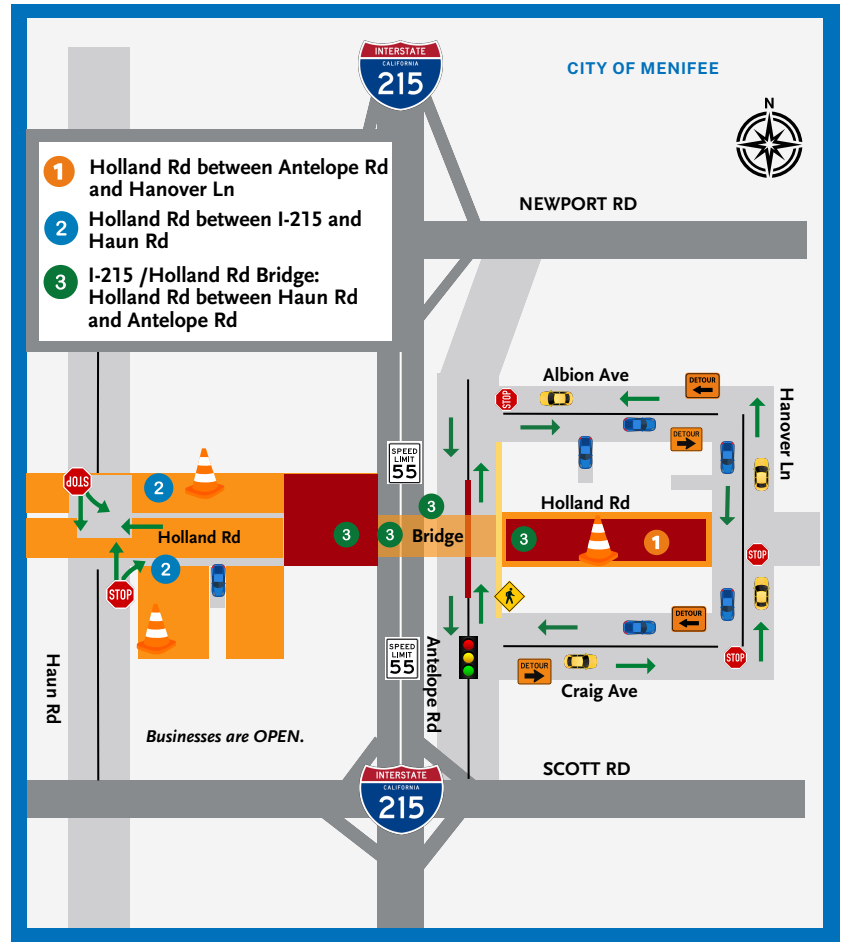 INTERSTATE
CALIFORNIA
215
CITY OF MENIFEE
N
1 Holland Rd between Antelope Rd
and Hanover Ln
2 Holland Rd between I-215 and
Haun Rd
3 I-215 /Holland Rd Bridge:
Holland Rd between Haun Rd
and Antelope Rd
NEWPORT RD
Albion Ave
DETOUR
STOP
Hanover Ln
DETOUR
SPEED
LIMIT
55
STOP
2
Holland Rd
3
Holland Rd
3
3
Bridge
3
1
STOP
2
STOP
DETOUR
SPEED
LIMIT
55
Antelope Rd
Haun Rd
STOP
DETOUR
Craig Ave
Businesses are OPEN.
SCOTT RD
INTERSTATE
CALIFORNIA
215